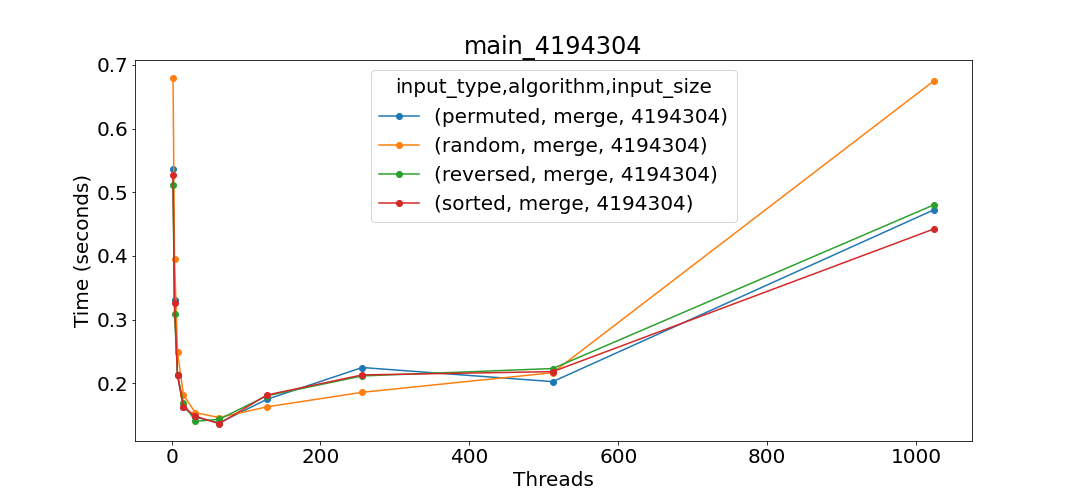 main_4194304
input_type,algorithm,input_size
(permuted, merge, 4194304)
(random, merge, 4194304)
(reversed, merge, 4194304)
(sorted, merge, 4194304)
Time (seconds)
0.7
0.6
0.5
0.4
0.3
0.2
0
200
400
600
800
1000
Threads